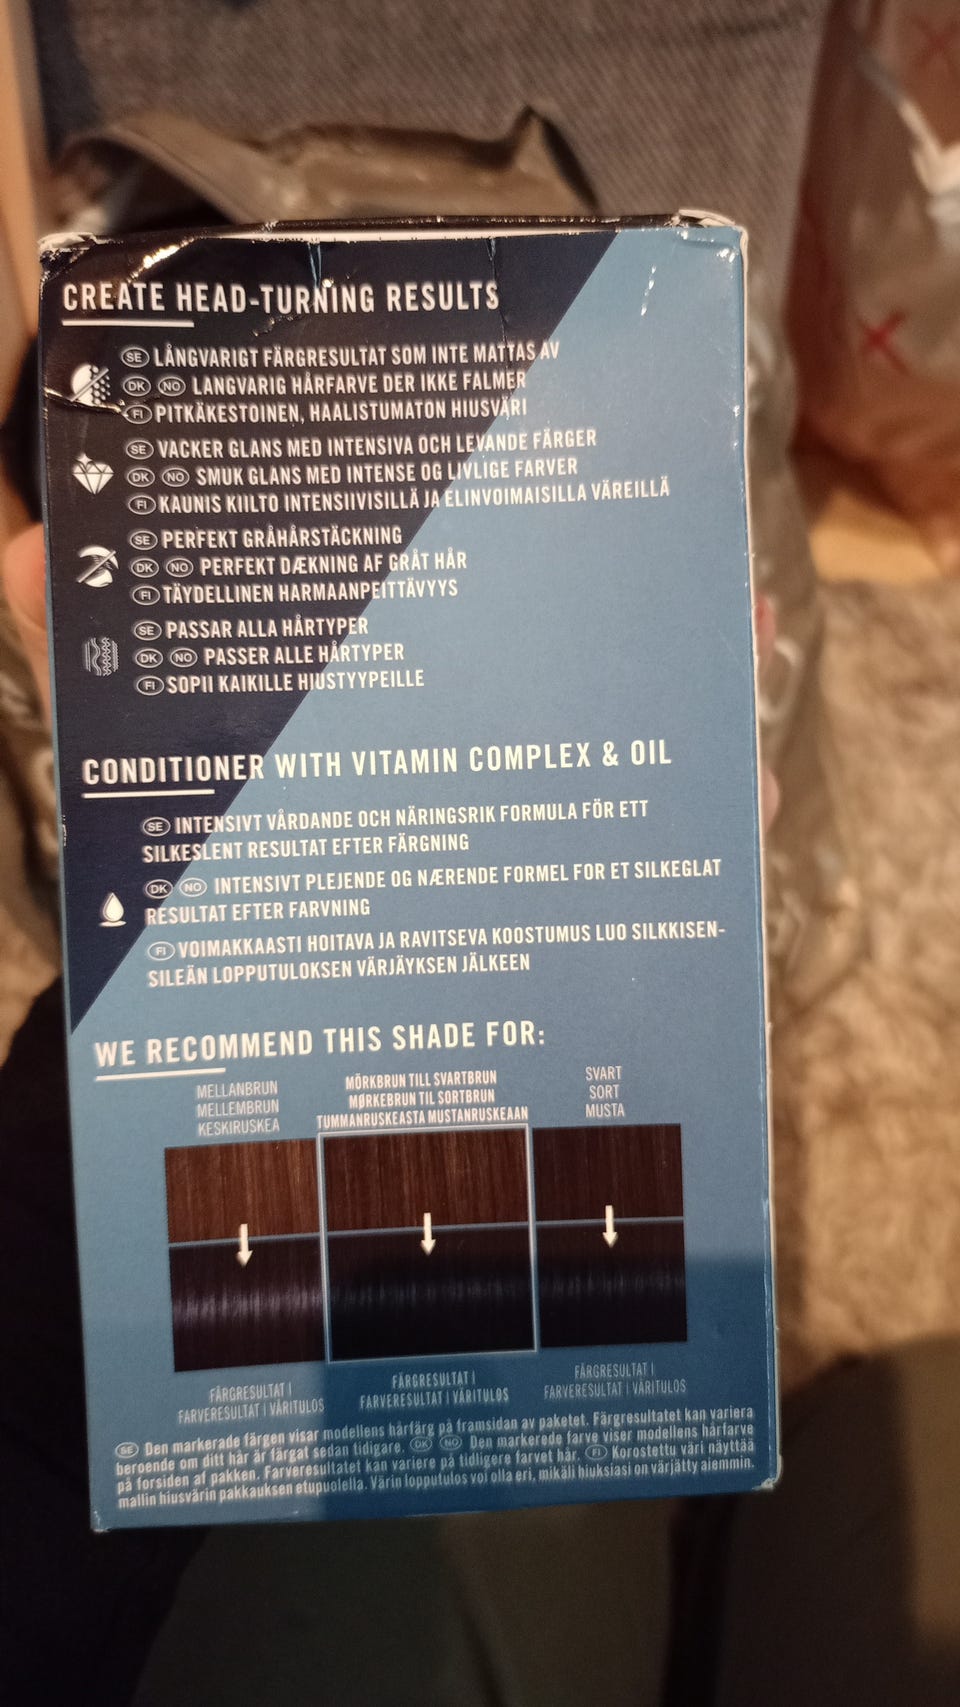 CREATE HEAD-TURNING RESULTS
SE LÅNGVARIGT FÄRGRESULTAT SOM INTE MATTAS AV
DK NO LANGVARIG HÅRFARVE DER IKKE FALMER
FI PITKÄKESTOINEN, HAALISTUMATON HIUSVÄRI
SE VACKER GLANS MED INTENSIVA OCH LEVANDE FÄRGER
DK NO SMUK GLANS MED INTENSE OG LIVLIGE FARVER
FI KAUNIS KIILTO INTENSIIVISILLÄ JA ELINVOIMAISILLA VÄREILLÄ
SE PERFEKT GRÅHÅRSTÄCKNING
DK NO PERFEKT DÆKNING AF GRÅT HÅR
FI TÄYDELLINEN HARMAANPEITTÄVYYS
SE PASSAR ALLA HÅRTYPER
DK NO PASSER ALLE HÅRTYPER
FI SOPII KAIKILLE HIUSTYYPEILLE
CONDITIONER WITH VITAMIN COMPLEX & OIL
SE INTENSIVT VÅRDANDE OCH NÄRINGSRIK FORMULA FÖR ETT
SILKESLENT RESULTAT EFTER FÄRGNING
DK NO INTENSIVT PLEJENDE OG NÆRENDE FORMEL FOR ET SILKEGLAT
RESULTAT EFTER FARVNING
FI VOIMAKKAASTI HOITAVA JA RAVITSEVA KOOSTUMUS LUO SILKKISEN-
SILEÄN LOPPUTULOKSEN VÄRJÄYKSEN JÄLKEEN
WE RECOMMEND THIS SHADE FOR:
MELLANBRUN
MELLEMBRUN
KESKIRUSKEA
MÖRKBRUN TILL SVARTBRUN
MØRKEBRUN TIL SORTBRUN
TUMMANRUSKEASTA MUSTANRUSKEAAN
SVART
SORT
MUSTA
FÄRGRESULTAT |
FARVERESULTAT | VÄRITULOS
FÄRGRESULTAT |
FARVERESULTAT | VÄRITULOS
FÄRGRESULTAT |
FARVERESULTAT | VÄRITULOS
SE Den markerade färgen visar modellens hårfärg på framsidan av paketet. Färgresultatet kan variera
beroende om ditt hår är färgat sedan tidigare. DK NO Den markerede farve viser modellens hårfarve
på forsiden af pakken. Farveresultatet kan variere på tidligere farvet hår. FI Korostettu väri näyttää
mallin hiusvärin pakkauksen etupuolella. Värin lopputulos voi olla eri, mikäli hiuksiasi on värjätty aiemmin.